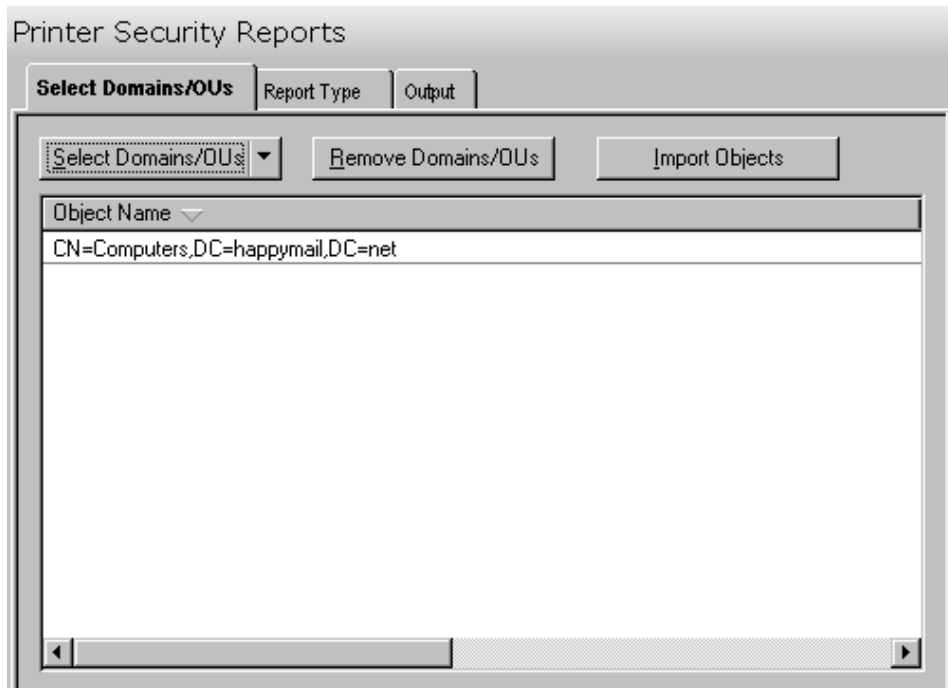 Printer Security Reports
Select Domains/OUs Report Type Output
Select Domains/OUs Remove Domains/OUs Import Objects
Object Name
CN=Computers,DC=happymail,DC=net